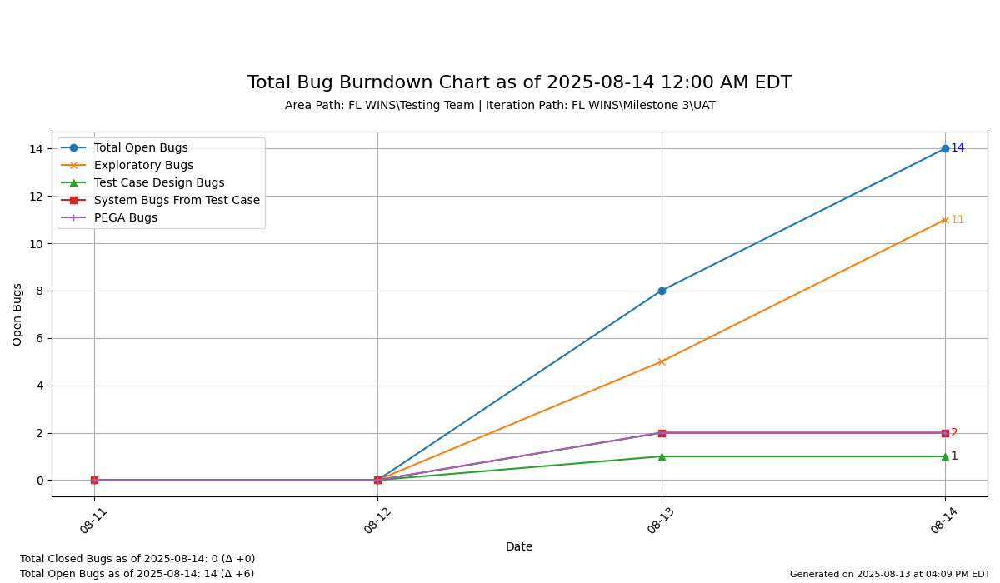 Total Bug Burndown Chart as of 2025-08-14 12:00 AM EDT
Area Path: FL WINS\Testing Team | Iteration Path: FL WINS\Milestone 3\UAT
Total Open Bugs
Exploratory Bugs
Test Case Design Bugs
System Bugs From Test Case
PEGA Bugs
Open Bugs
14
12
10
8
6
4
2
0
14
11
2
1
08-11
08-12
08-13
08-14
Date
Total Closed Bugs as of 2025-08-14: 0 (Δ +0)
Total Open Bugs as of 2025-08-14: 14 (Δ +6)
Generated on 2025-08-13 at 04:09 PM EDT